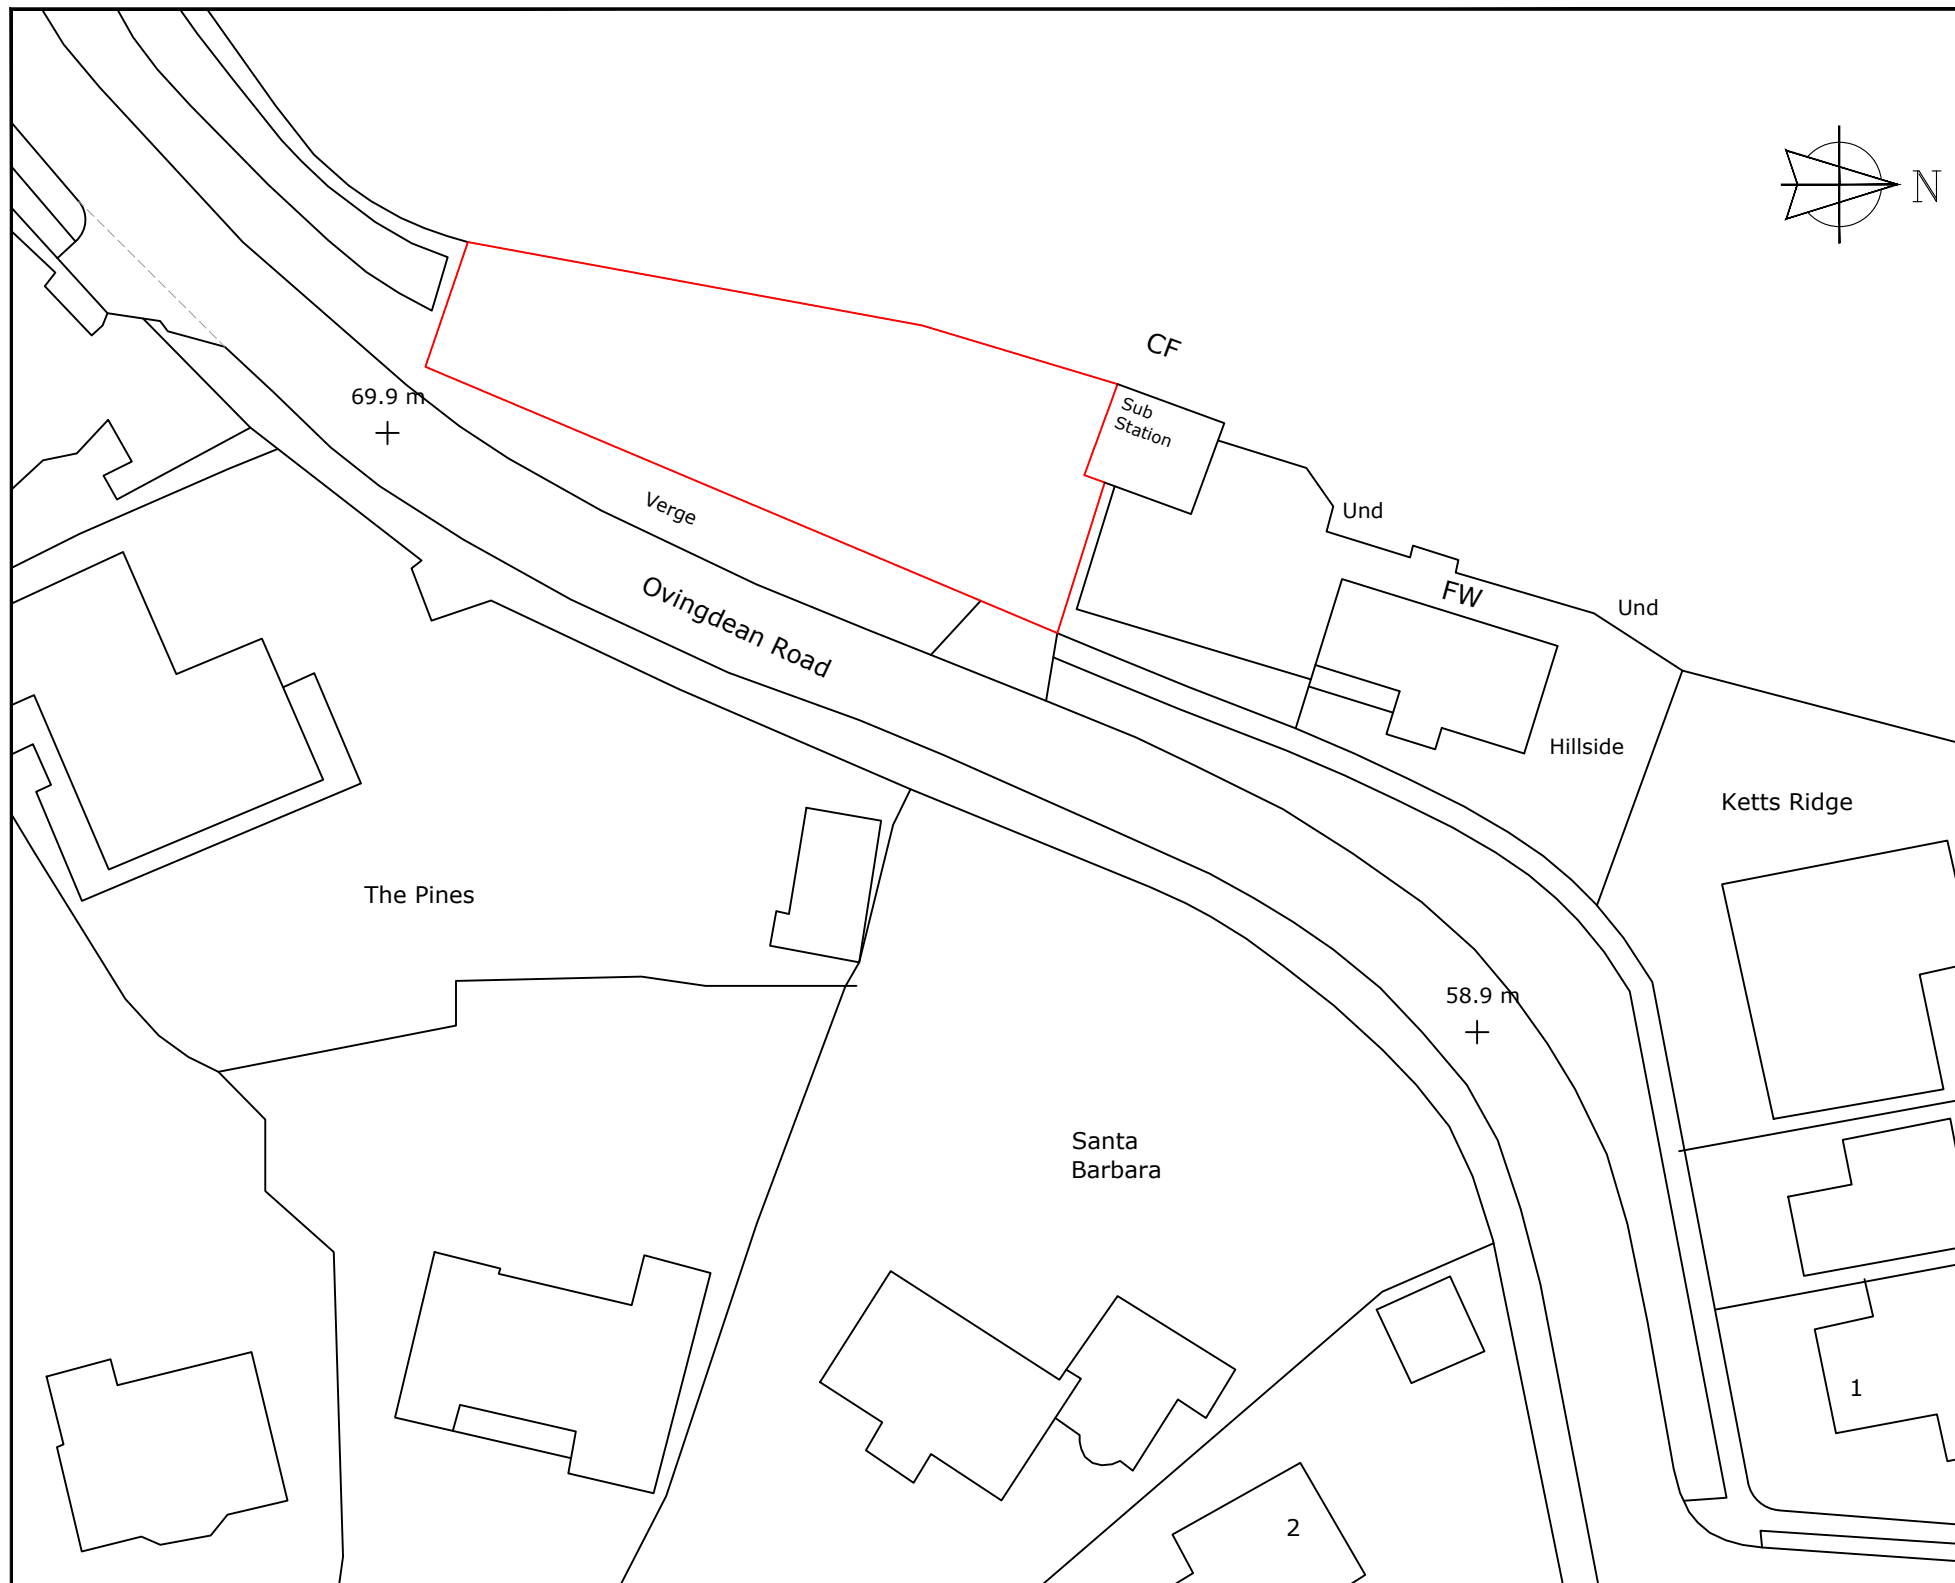 N
CF
Sub
Station
69.9 m
Verge
Und
Ovingdean Road
FW
Und
Hillside
Ketts Ridge
The Pines
58.9 m
Santa
Barbara
1
2